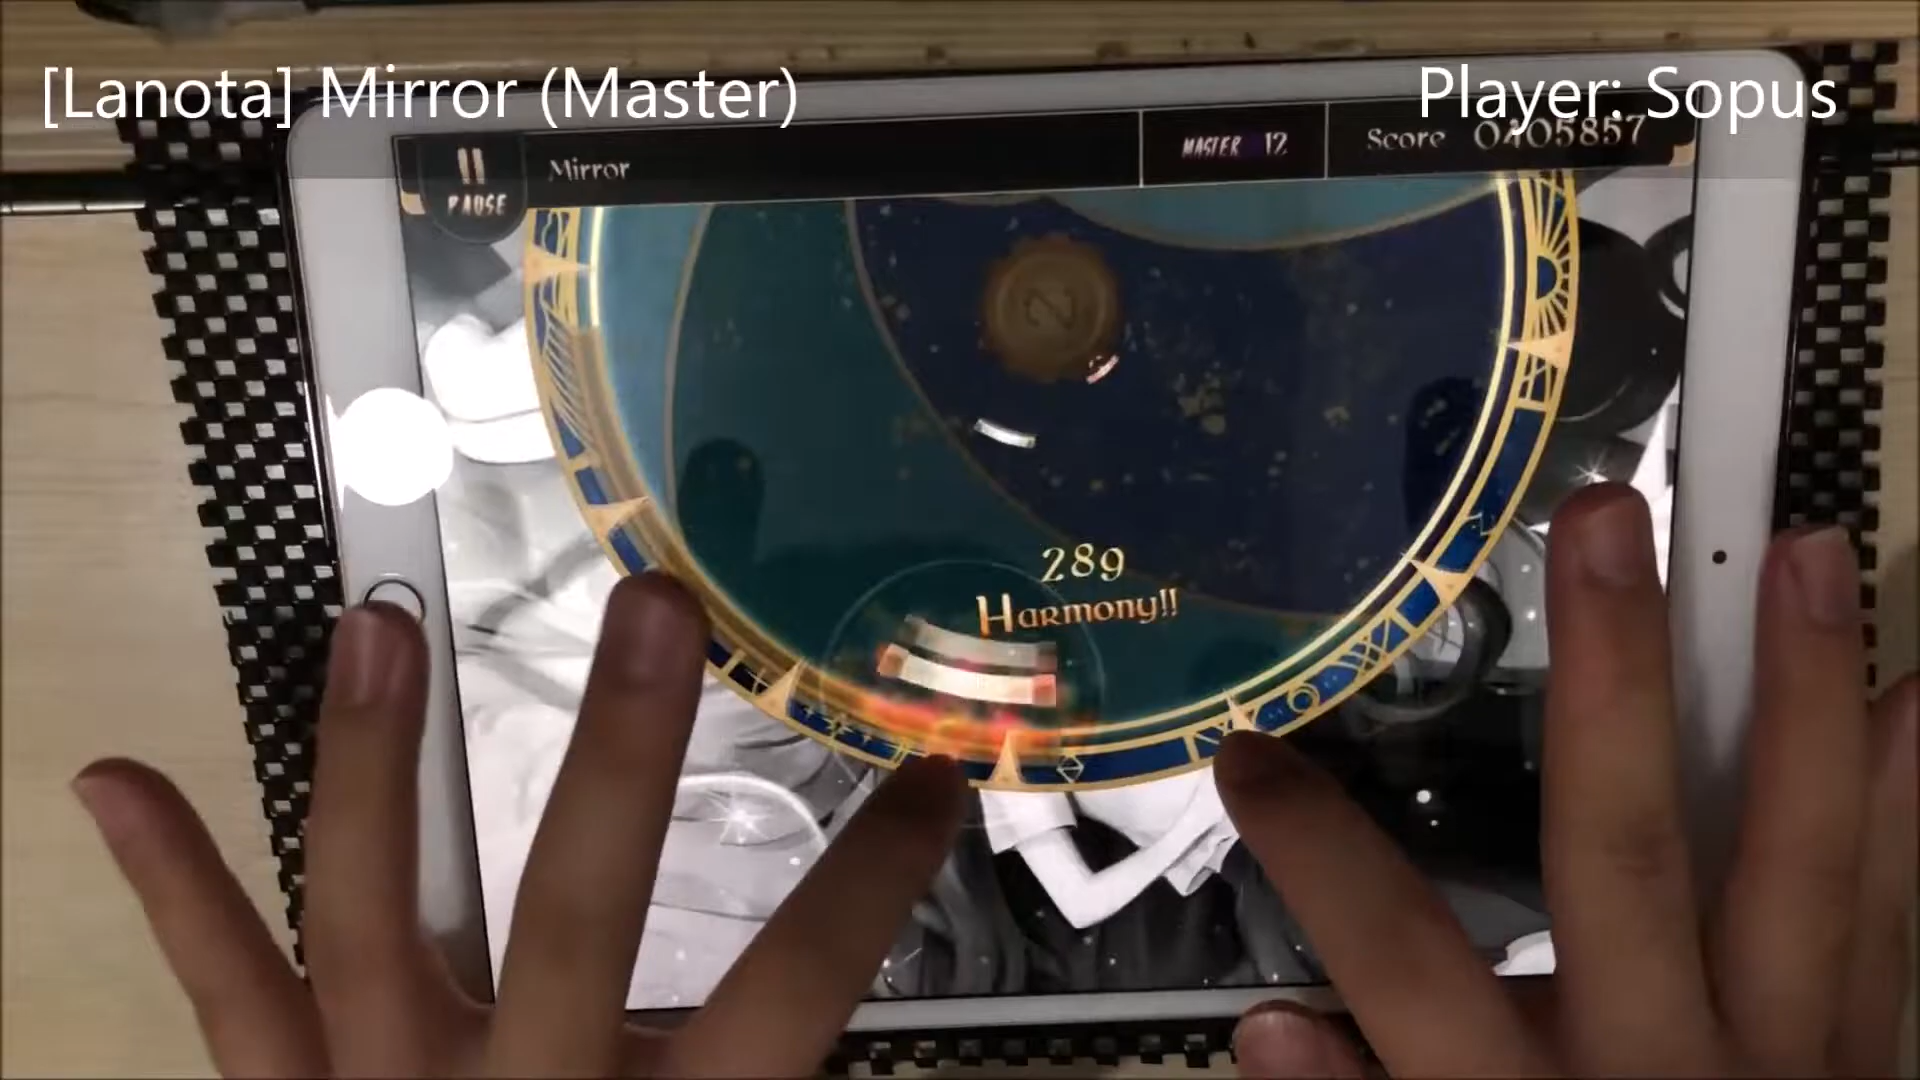 [Lanota] Mirror (Master)
Player: Sopus
PAUSE
Mirror
MASTER 12
Score 0405857
289
Harmony!!